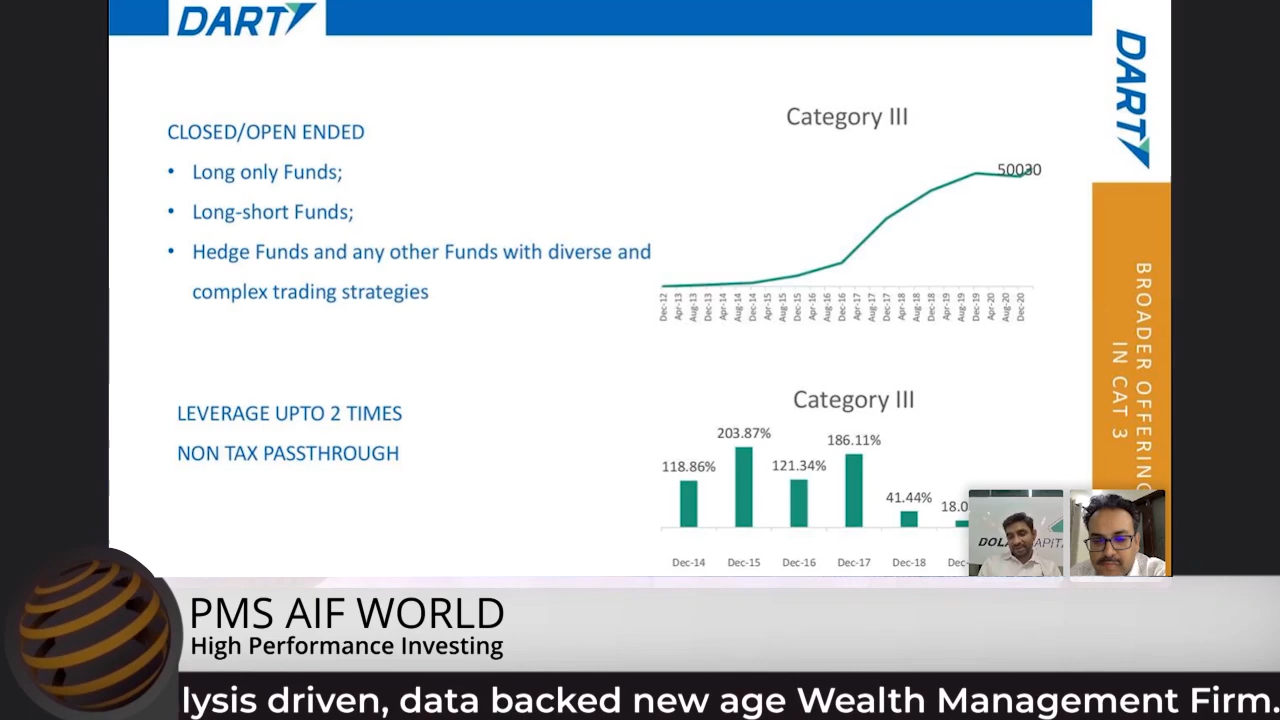 DART
DART
BROADER OFFERING
IN CAT 3
CLOSED/OPEN ENDED
• Long only Funds;
• Long-short Funds;
• Hedge Funds and any other Funds with diverse and
complex trading strategies
LEVERAGE UPTO 2 TIMES
NON TAX PASSTHROUGH
Category III
50030
Dec-12 Apr-13 Aug-13 Dec-13 Apr-14 Aug-14 Dec-14 Apr-15 Aug-15 Dec-15 Apr-16 Aug-16 Dec-16 Apr-17 Aug-17 Dec-17 Apr-18 Aug-18 Dec-18 Apr-19 Aug-19 Dec-19 Apr-20 Aug-20 Dec-20
Category III
118.86% 203.87% 121.34% 186.11% 41.44% 18.0
Dec-14 Dec-15 Dec-16 Dec-17 Dec-18 Dec-
DOL APIT
PMS AIF WORLD
High Performance Investing
lysis driven, data backed new age Wealth Management Firm.